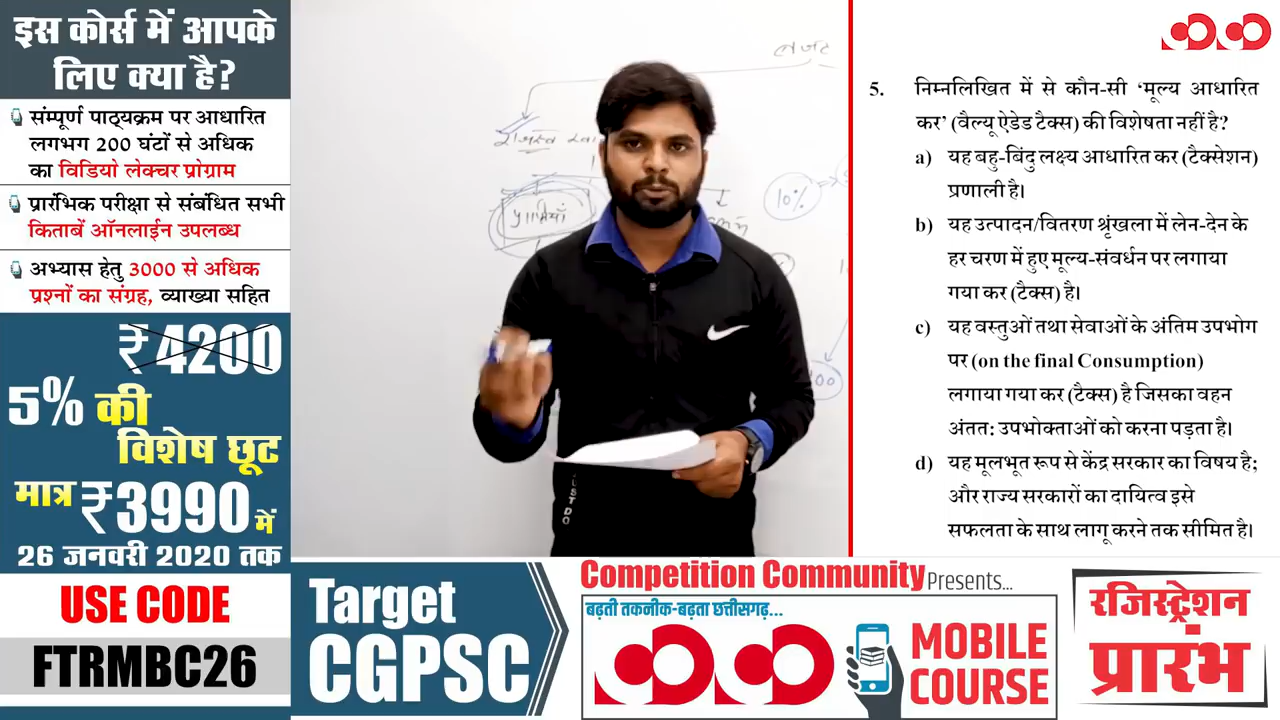 इस कोर्स में आपके
लिए क्या है?
संम्पूर्ण पाठ्यक्रम पर आधारित
लगभग 200 घंटों से अधिक
का विडियो लेक्चर प्रोग्राम
प्रारंभिक परीक्षा से संबंधित सभी
किताबें ऑनलाईन उपलब्ध
अभ्यास हेतु 3000 से अधिक
प्रश्नों का संग्रह, व्याख्या सहित
₹4200
5% की
विशेष छूट
मात्र ₹3990 में
26 जनवरी 2020 तक
USE CODE
FTRMBC26
बजट
राजस्व
10%
JUST DO
5. निम्नलिखित में से कौन-सी ‘मूल्य आधारित
कर’ (वैल्यू ऐडेड टैक्स) की विशेषता नहीं है?
a) यह बहु-बिंदु लक्ष्य आधारित कर (टैक्सेशन)
प्रणाली है।
b) यह उत्पादन/वितरण श्रृंखला में लेन-देन के
हर चरण में हुए मूल्य-संवर्धन पर लगाया
गया कर (टैक्स) है।
c) यह वस्तुओं तथा सेवाओं के अंतिम उपभोग
पर (on the final Consumption)
लगाया गया कर (टैक्स) है जिसका वहन
अंतत: उपभोक्ताओं को करना पड़ता है।
d) यह मूलभूत रूप से केंद्र सरकार का विषय है;
और राज्य सरकारों का दायित्व इसे
सफलता के साथ लागू करने तक सीमित है।
Target
CGPSC
Competition Community Presents...
बढ़ती तकनीक-बढ़ता छत्तीसगढ़...
MOBILE
COURSE
रजिस्ट्रेशन
प्रारंभ